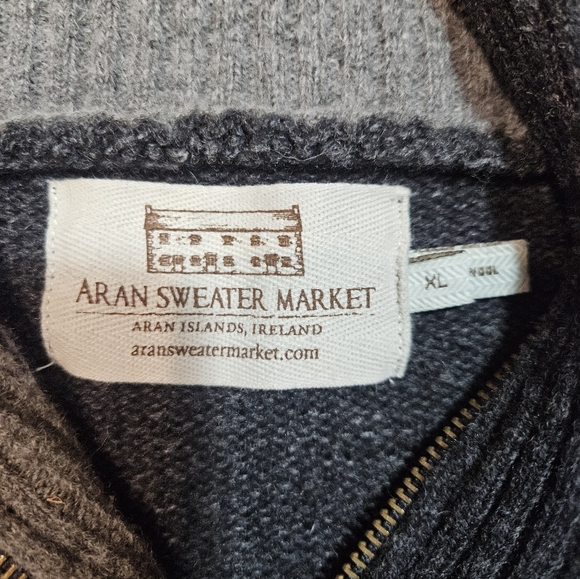 ARAN SWEATER MARKET
ARAN ISLANDS, IRELAND
aransweatermarket.com
XL
WOOL